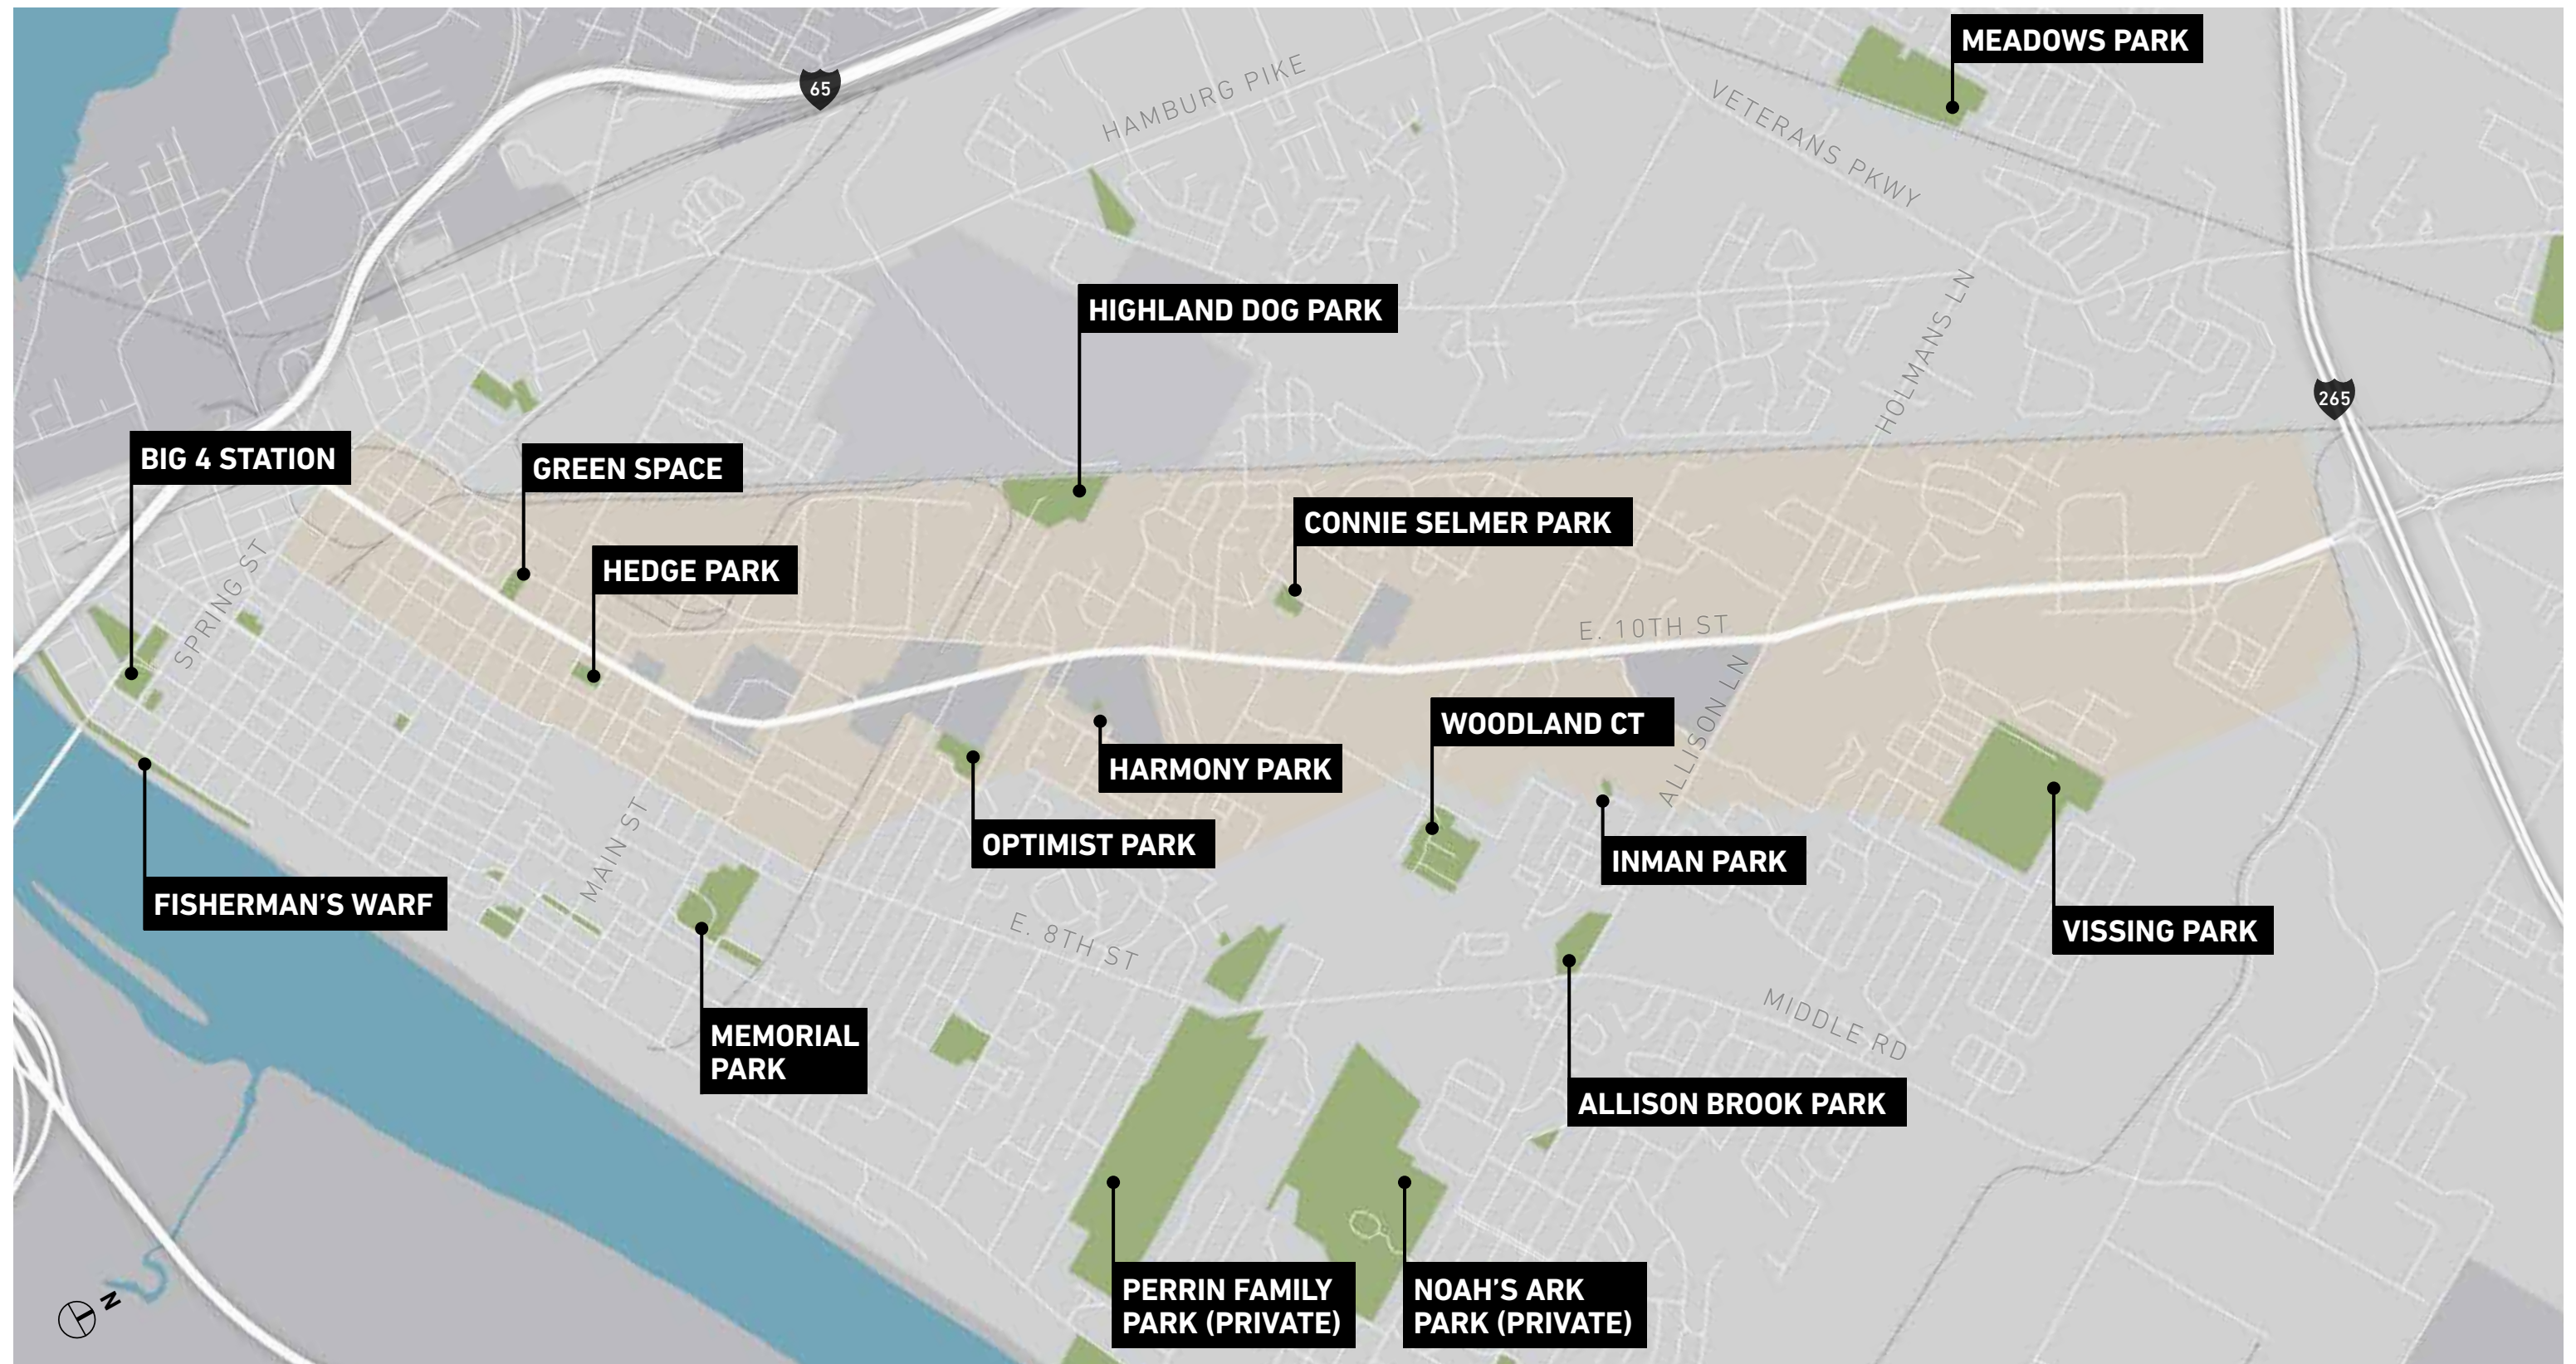 MEADOWS PARK
65
HAMBURG PIKE
VETERANS PKWY
HIGHLAND DOG PARK
HOLMANS LN
265
BIG 4 STATION
GREEN SPACE
CONNIE SELMER PARK
SPRING ST
HEDGE PARK
E. 10TH ST
ALLISON LN
WOODLAND CT
HARMONY PARK
OPTIMIST PARK
INMAN PARK
MAIN ST
FISHERMAN'S WARF
VISSING PARK
E. 8TH ST
MEMORIAL
PARK
MIDDLE RD
ALLISON BROOK PARK
PERRIN FAMILY
PARK (PRIVATE)
NOAH'S ARK
PARK (PRIVATE)
N